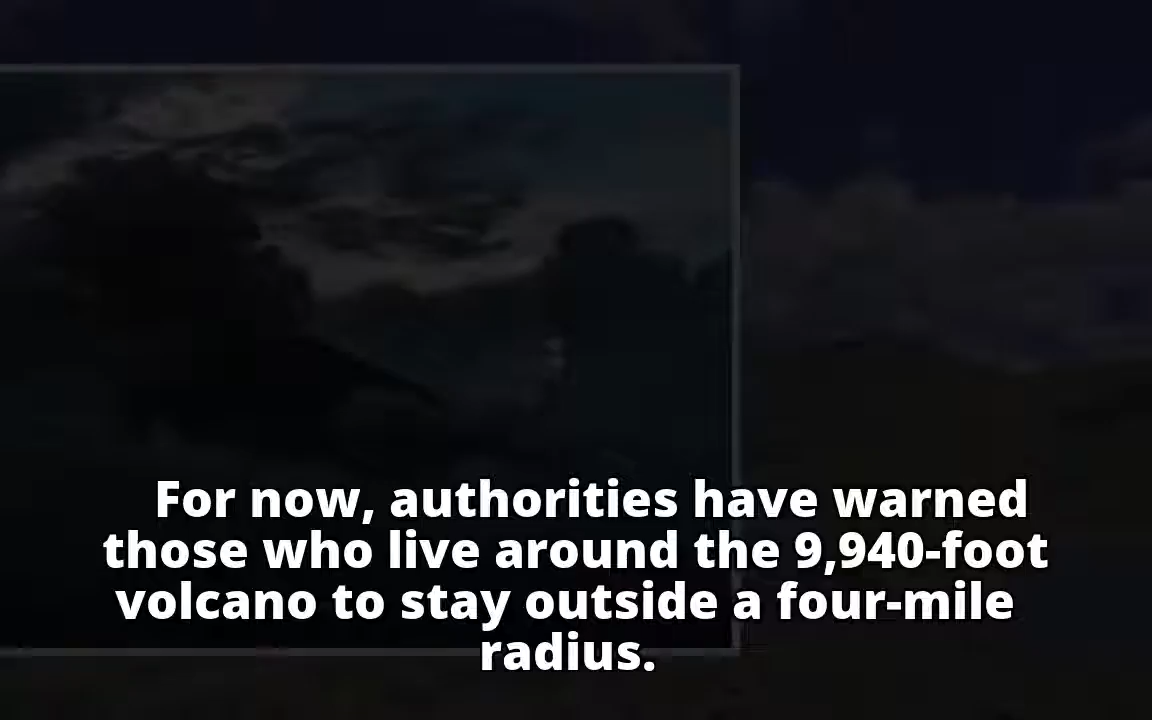 For now, authorities have warned
those who live around the 9,940-foot
volcano to stay outside a four-mile
radius.